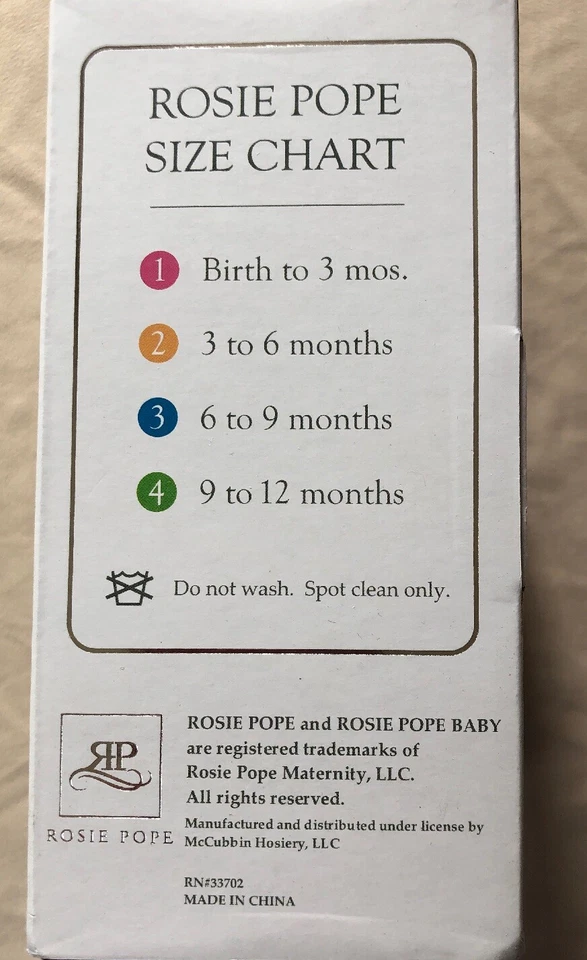 ROSIE POPE
SIZE CHART
1 Birth to 3 mos.
2 3 to 6 months
3 6 to 9 months
4 9 to 12 months
Do not wash. Spot clean only.
RP
ROSIE POPE
ROSIE POPE and ROSIE POPE BABY
are registered trademarks of
Rosie Pope Maternity, LLC.
All rights reserved.
Manufactured and distributed under license by
McCubbin Hosiery, LLC
RN#33702
MADE IN CHINA